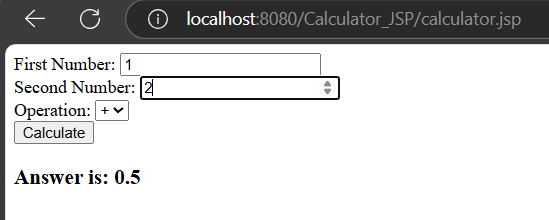 localhost:8080/Calculator_JSP/calculator.jsp
First Number: 1
Second Number: 2
Operation: +
Calculate
Answer is: 0.5